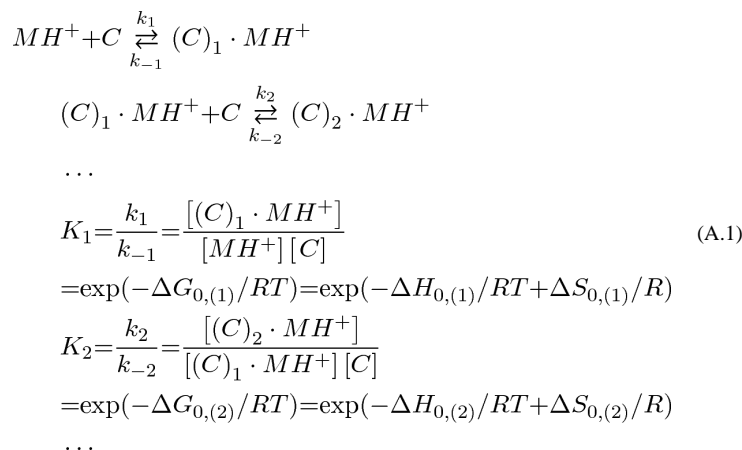 MH⁺+C ⇄ (C)₁ · MH⁺ k₁ k₋₁
(C)₁ · MH⁺+C ⇄ (C)₂ · MH⁺ k₂ k₋₂
...
K₁=k₁/k₋₁=[(C)₁ · MH⁺]/[MH⁺][C] (A.1)
=exp(−ΔG₀,₍₁₎/RT)=exp(−ΔH₀,₍₁₎/RT+ΔS₀,₍₁₎/R)
K₂=k₂/k₋₂=[(C)₂ · MH⁺]/[(C)₁ · MH⁺][C]
=exp(−ΔG₀,₍₂₎/RT)=exp(−ΔH₀,₍₂₎/RT+ΔS₀,₍₂₎/R)
...